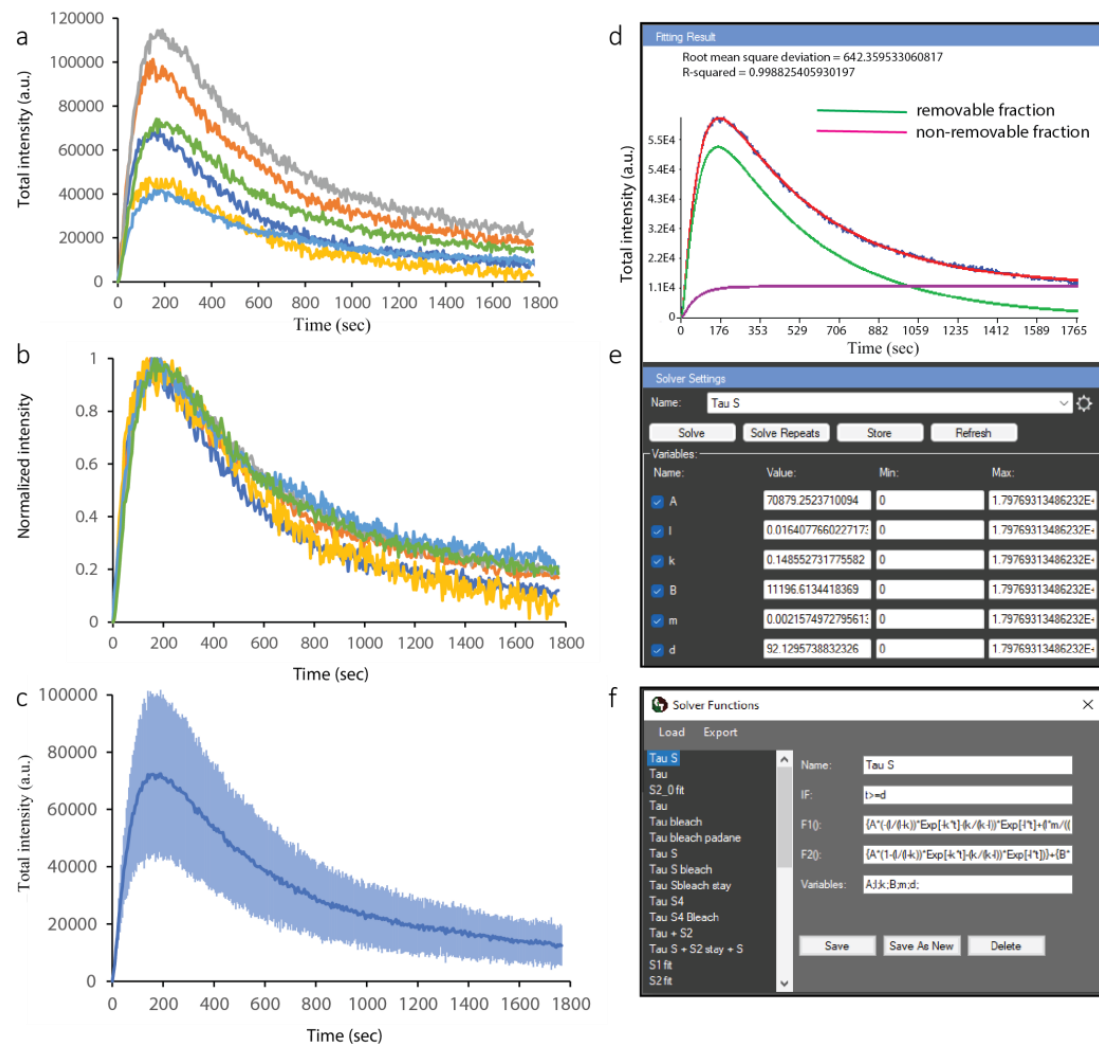 a
120000
100000
80000
60000
40000
20000
0
Total intensity (a.u.)
0 200 400 600 800 1000 1200 1400 1600 1800
Time (sec)
b
1
0.8
0.6
0.4
0.2
0
Normalized intensity
0 200 400 600 800 1000 1200 1400 1600 1800
Time (sec)
c
100000
80000
60000
40000
20000
0
Total intensity (a.u.)
0 200 400 600 800 1000 1200 1400 1600 1800
Time (sec)
d
Fitting Result
Root mean square deviation = 642.359533060817
R-squared = 0.998825405930197
removable fraction
non-removable fraction
5.5E4
5.4E4
4.3E4
3.2E4
2.2E4
1.1E4
0
Total intensity (a.u.)
0 176 353 529 706 882 1059 1235 1412 1589 1765
Time (sec)
e
Solver Settings
Name: Tau S
Solve Solve Repeats Store Refresh
Variables:
Name: Value: Min: Max:
A 70879.2523710094 0 1.79769313486232E+
l 0.0164077660227173 0 1.79769313486232E+
k 0.148552731775582 0 1.79769313486232E+
B 11196.6134418369 0 1.79769313486232E+
m 0.0021574972795613 0 1.79769313486232E+
d 92.1295738832326 0 1.79769313486232E+
f
Solver Functions
Load Export
Tau S
Tau
S2_0 fit
Tau
Tau bleach
Tau bleach padane
Tau S
Tau S bleach
Tau Sbleach stay
Tau S4
Tau S4 Bleach
Tau + S2
Tau S + S2 stay + S
S1 fit
S2 fit
Name: Tau S
IF: t>=d
F1(): {A*(-(l/(l-k))*Exp[-k*t]-(k/(k-l))*Exp[-l*t]+(l*m/((
F2(): {A*(1-(l/(l-k))*Exp[-k*t]-(k/(k-l))*Exp[-l*t])}+{B*
Variables: A;l;k;B;m;d;
Save Save As New Delete